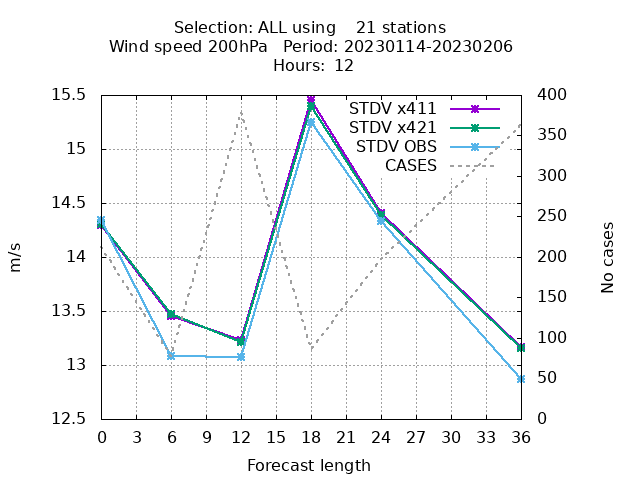 Selection: ALL using    21 stations
Wind speed 200hPa   Period: 20230114-20230206
Hours:  12
STDV x411
STDV x421
STDV OBS
CASES
15.5
15
14.5
14
13.5
13
12.5
400
350
300
250
200
150
100
50
0
m/s
No cases
0 3 6 9 12 15 18 21 24 27 30 33 36
Forecast length